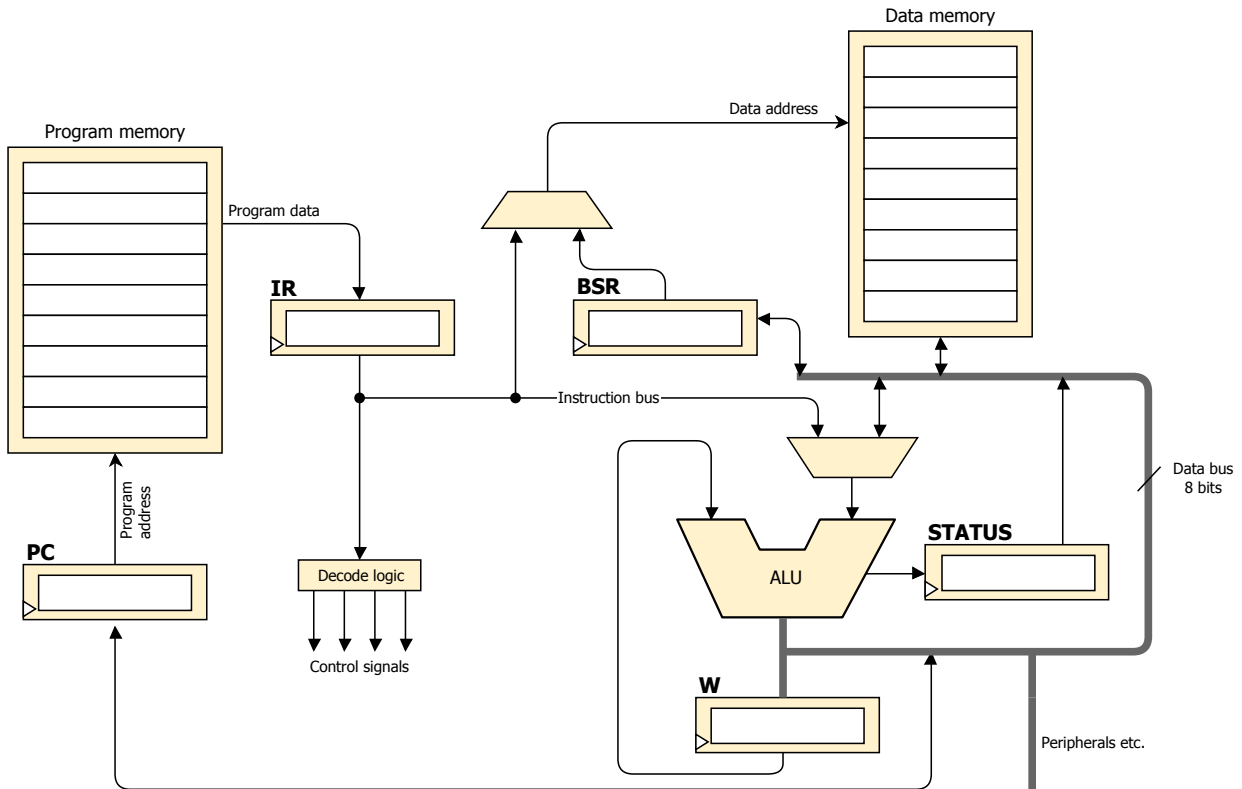 Data memory
Program memory
Data address
Program data
IR
BSR
Instruction bus
Data bus
8 bits
Program
address
PC
STATUS
ALU
Decode logic
Control signals
W
Peripherals etc.